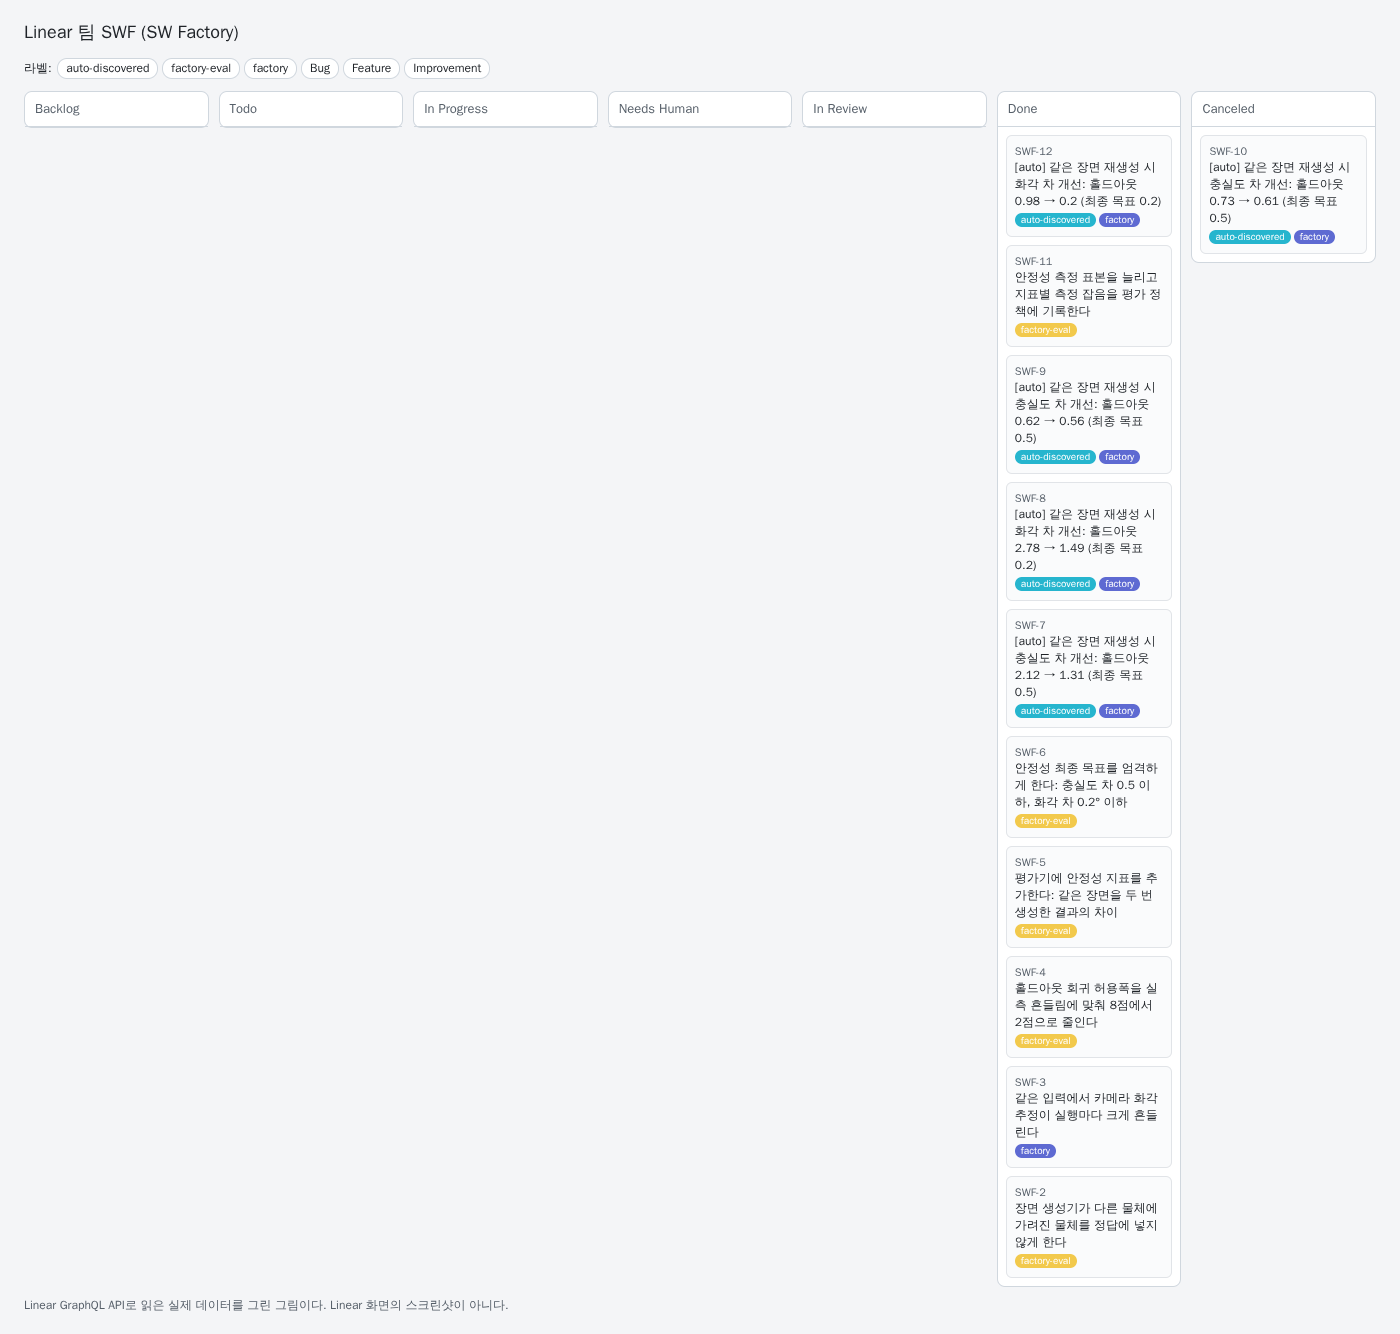 Linear 팀 SWF (SW Factory)
라벨: auto-discovered factory-eval factory Bug Feature Improvement
Backlog
Todo
In Progress
Needs Human
In Review
Done
SWF-12
[auto] 같은 장면 재생성 시
화각 차 개선: 홀드아웃
0.98 → 0.2 (최종 목표 0.2)
auto-discovered factory
SWF-11
안정성 측정 표본을 늘리고
지표별 측정 잡음을 평가 정
책에 기록한다
factory-eval
SWF-9
[auto] 같은 장면 재생성 시
충실도 차 개선: 홀드아웃
0.62 → 0.56 (최종 목표
0.5)
auto-discovered factory
SWF-8
[auto] 같은 장면 재생성 시
화각 차 개선: 홀드아웃
2.78 → 1.49 (최종 목표
0.2)
auto-discovered factory
SWF-7
[auto] 같은 장면 재생성 시
충실도 차 개선: 홀드아웃
2.12 → 1.31 (최종 목표
0.5)
auto-discovered factory
SWF-6
안정성 최종 목표를 엄격하
게 한다: 충실도 차 0.5 이
하, 화각 차 0.2° 이하
factory-eval
SWF-5
평가기에 안정성 지표를 추
가한다: 같은 장면을 두 번
생성한 결과의 차이
factory-eval
SWF-4
홀드아웃 회귀 허용폭을 실
측 흔들림에 맞춰 8점에서
2점으로 줄인다
factory-eval
SWF-3
같은 입력에서 카메라 화각
추정이 실행마다 크게 흔들
린다
factory
SWF-2
장면 생성기가 다른 물체에
가려진 물체를 정답에 넣지
않게 한다
factory-eval
Canceled
SWF-10
[auto] 같은 장면 재생성 시
충실도 차 개선: 홀드아웃
0.73 → 0.61 (최종 목표
0.5)
auto-discovered factory
Linear GraphQL API로 읽은 실제 데이터를 그린 그림이다. Linear 화면의 스크린샷이 아니다.